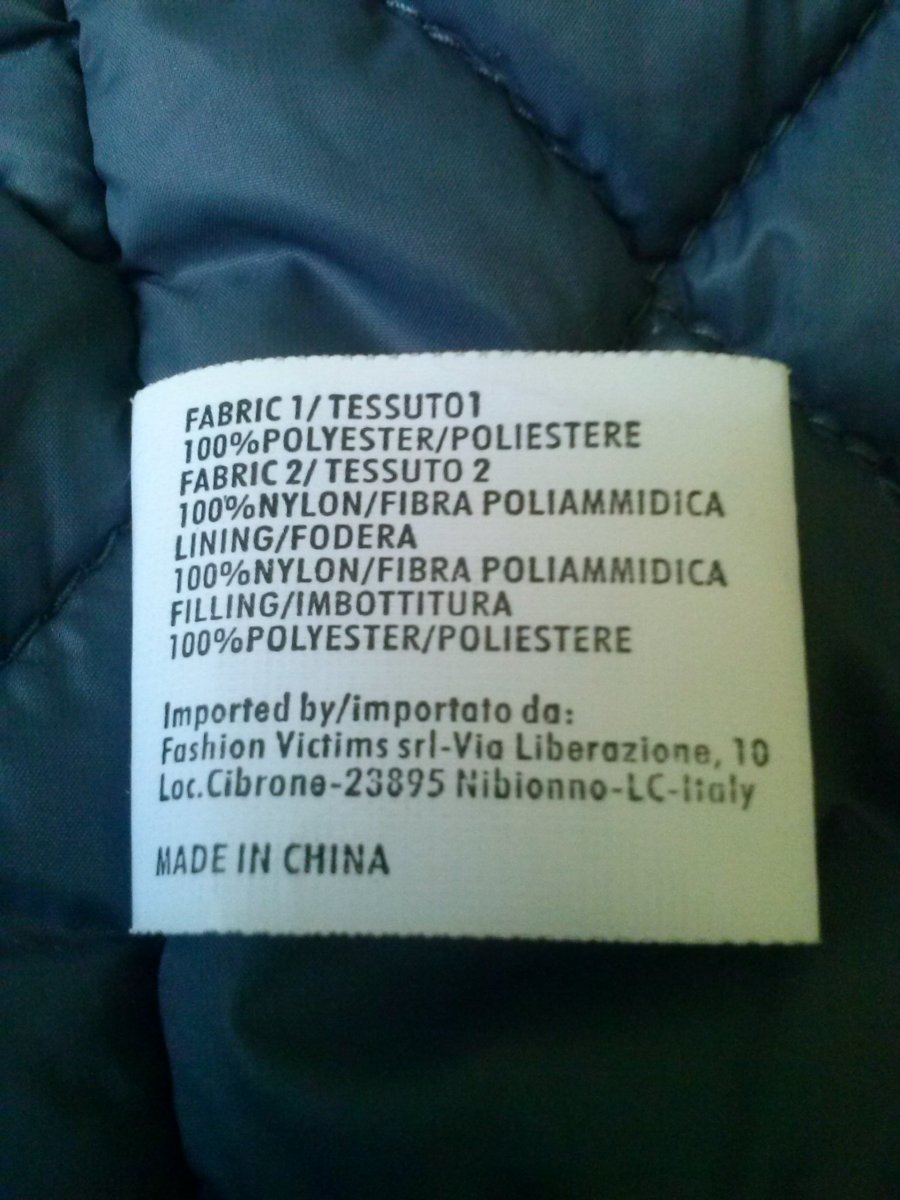 FABRIC 1/ TESSUTO1
100%POLYESTER/POLIESTERE
FABRIC 2/ TESSUTO 2
100%NYLON/FIBRA POLIAMMIDICA
LINING/FODERA
100%NYLON/FIBRA POLIAMMIDICA
FILLING/IMBOTTITURA
100%POLYESTER/POLIESTERE
Imported by/importato da:
Fashion Victims srl-Via Liberazione, 10
Loc.Cibrone-23895 Nibionno-LC-Italy
MADE IN CHINA